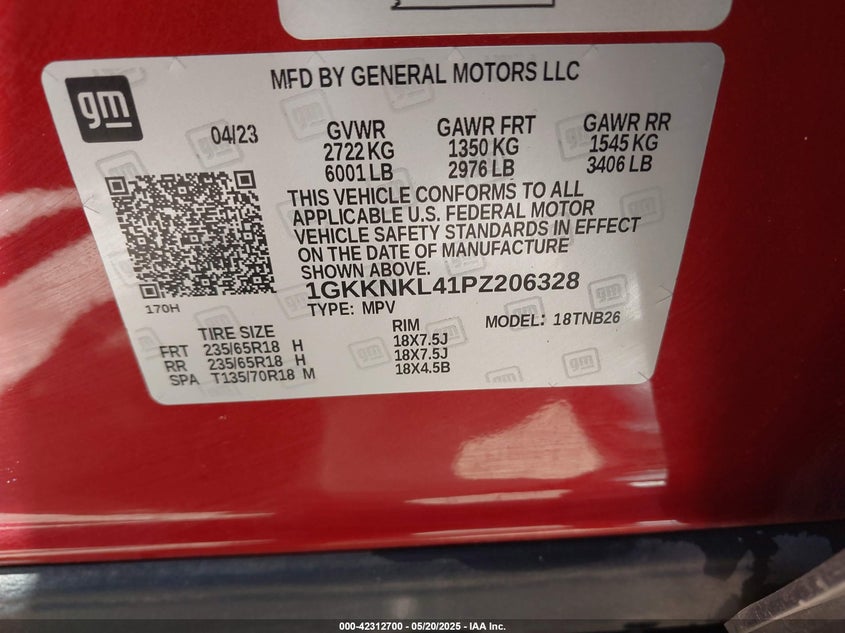 MFD BY GENERAL MOTORS LLC
gm
04/23
GVWR
2722 KG
6001 LB
GAWR FRT
1350 KG
2976 LB
GAWR RR
1545 KG
3406 LB
THIS VEHICLE CONFORMS TO ALL
APPLICABLE U.S. FEDERAL MOTOR
VEHICLE SAFETY STANDARDS IN EFFECT
ON THE DATE OF MANUFACTURE
SHOWN ABOVE.
1GKKNKL41PZ206328
170H
TYPE: MPV
MODEL: 18TNB26
TIRE SIZE
RIM
FRT 235/65R18 H 18X7.5J
RR 235/65R18 H 18X7.5J
SPA T135/70R18 M 18X4.5B
000-42312700 - 05/20/2025 - IAA Inc.